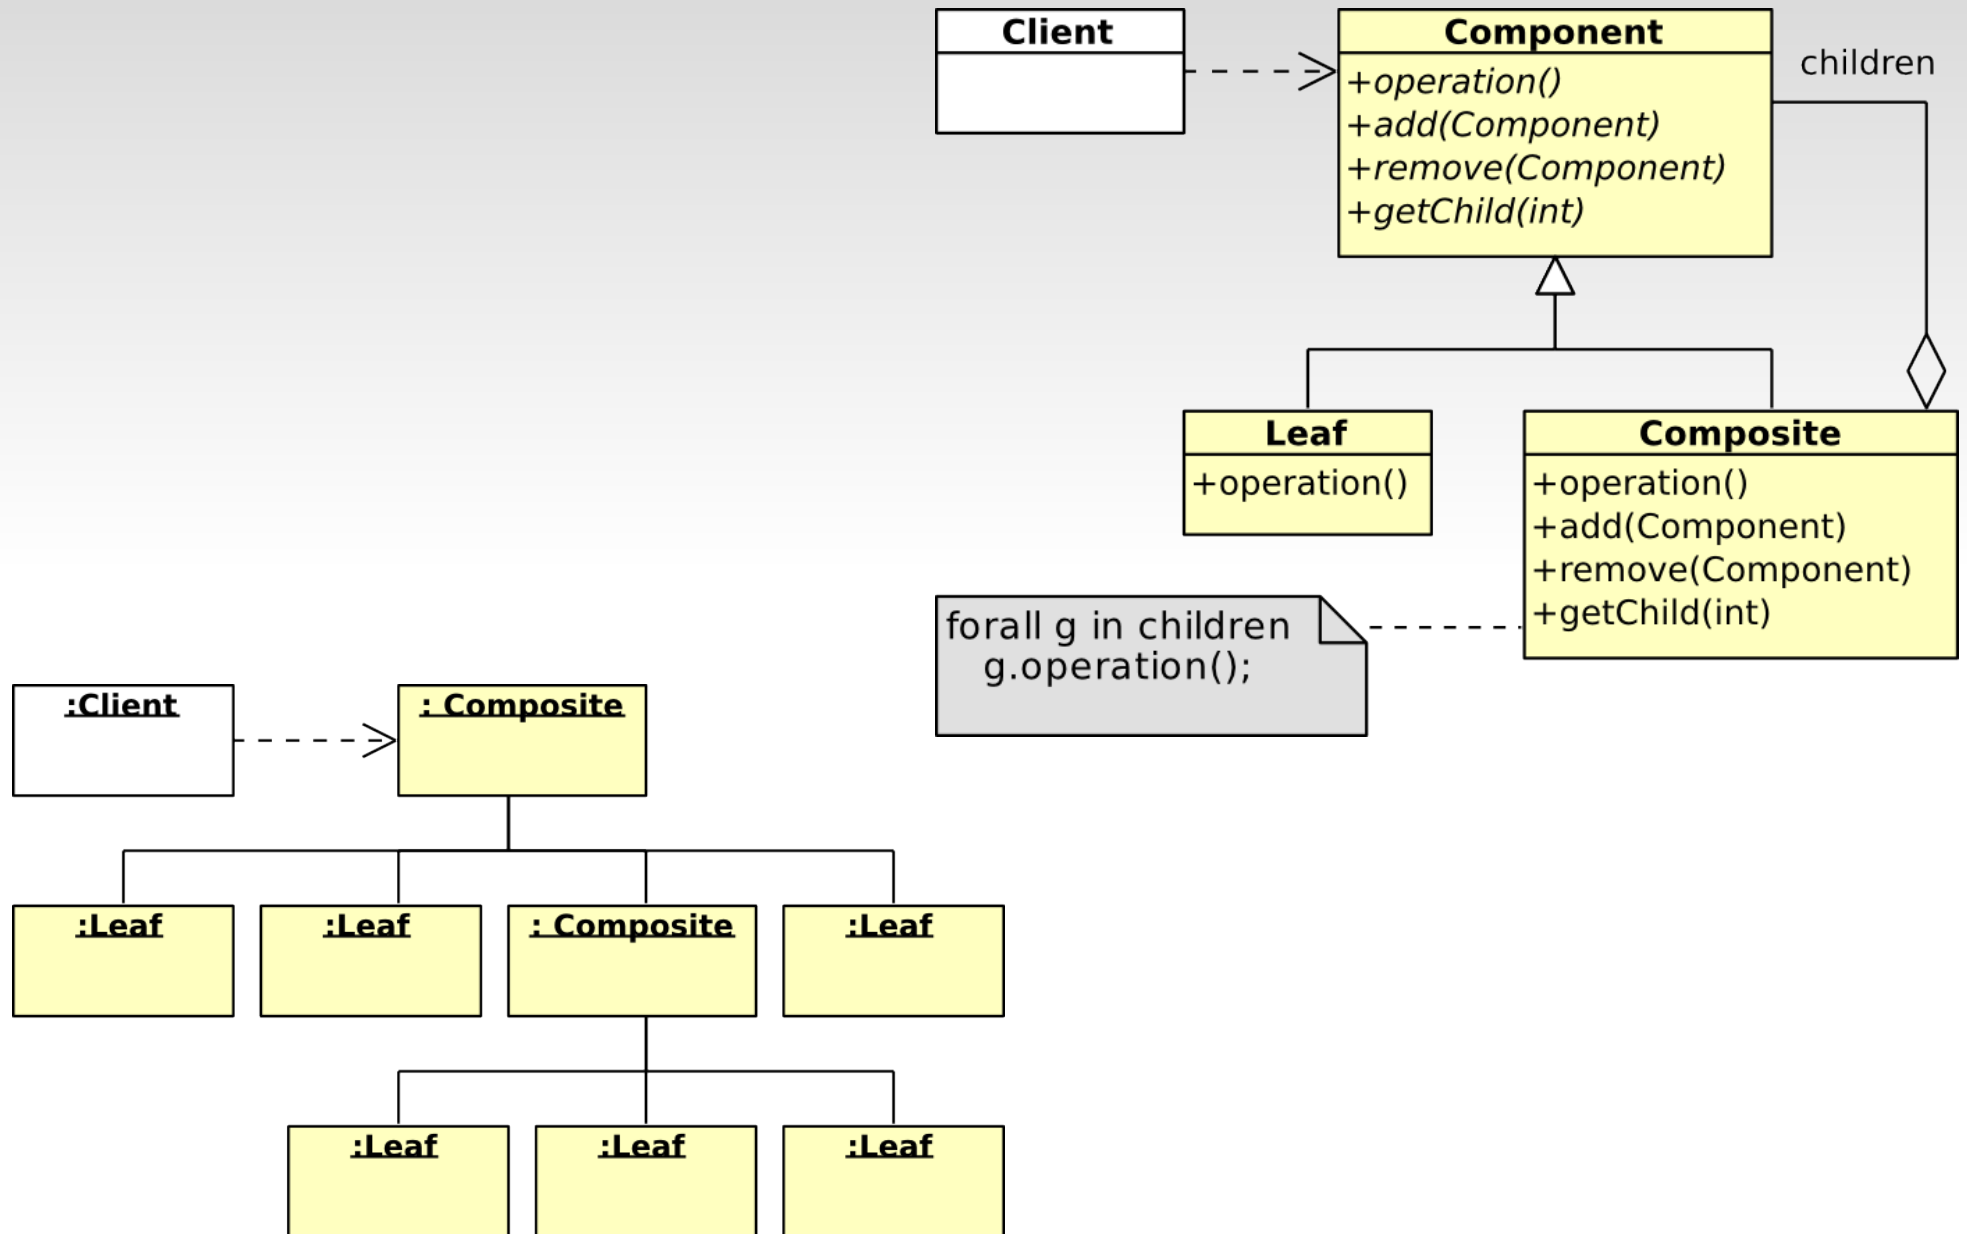 Client
Component
+operation()
+add(Component)
+remove(Component)
+getChild(int)
children
Leaf
+operation()
Composite
+operation()
+add(Component)
+remove(Component)
+getChild(int)
forall g in children
g.operation();
:Client
: Composite
:Leaf
:Leaf
: Composite
:Leaf
:Leaf
:Leaf
:Leaf